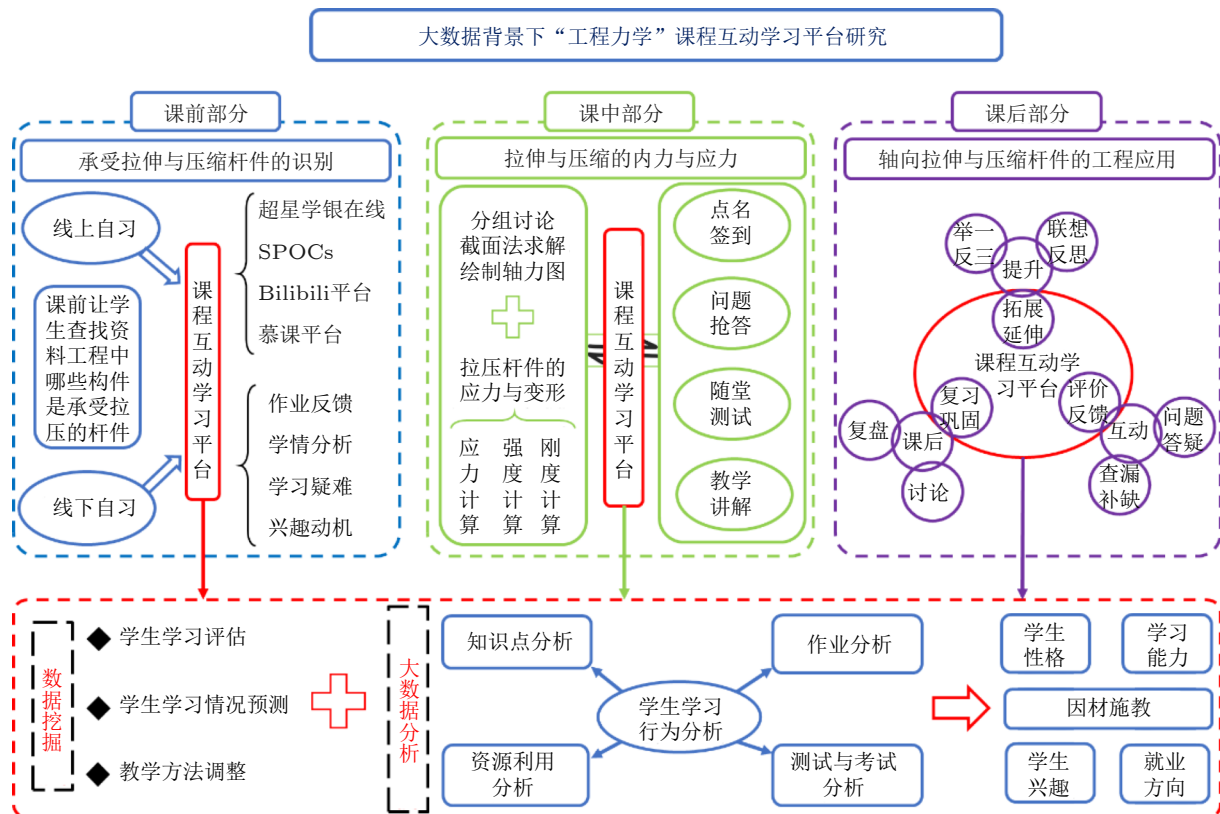 大数据背景下“工程力学”课程互动学习平台研究
课前部分
承受拉伸与压缩杆件的识别
线上自习
课前让学
生查找资
料工程中
哪些构件
是承受拉
压的杆件
线下自习
课程互动学习平台
超星学银在线
SPOCs
Bilibili平台
慕课平台
作业反馈
学情分析
学习疑难
兴趣动机
课中部分
拉伸与压缩的内力与应力
分组讨论
截面法求解
绘制轴力图
拉压杆件的
应力与变形
应力计算
强度计算
刚度计算
课程互动学习平台
点名
签到
问题
抢答
随堂
测试
教学
讲解
课后部分
轴向拉伸与压缩杆件的工程应用
举一
反三
联想
反思
提升
拓展
延伸
课程互动学
习平台
复习
巩固
课后
复盘
讨论
评价
反馈
互动
问题
答疑
查漏
补缺
数据挖掘
学生学习评估
学生学习情况预测
教学方法调整
大数据分析
知识点分析
作业分析
学生学习
行为分析
资源利用
分析
测试与考试
分析
学生
性格
学习
能力
因材施教
学生
兴趣
就业
方向